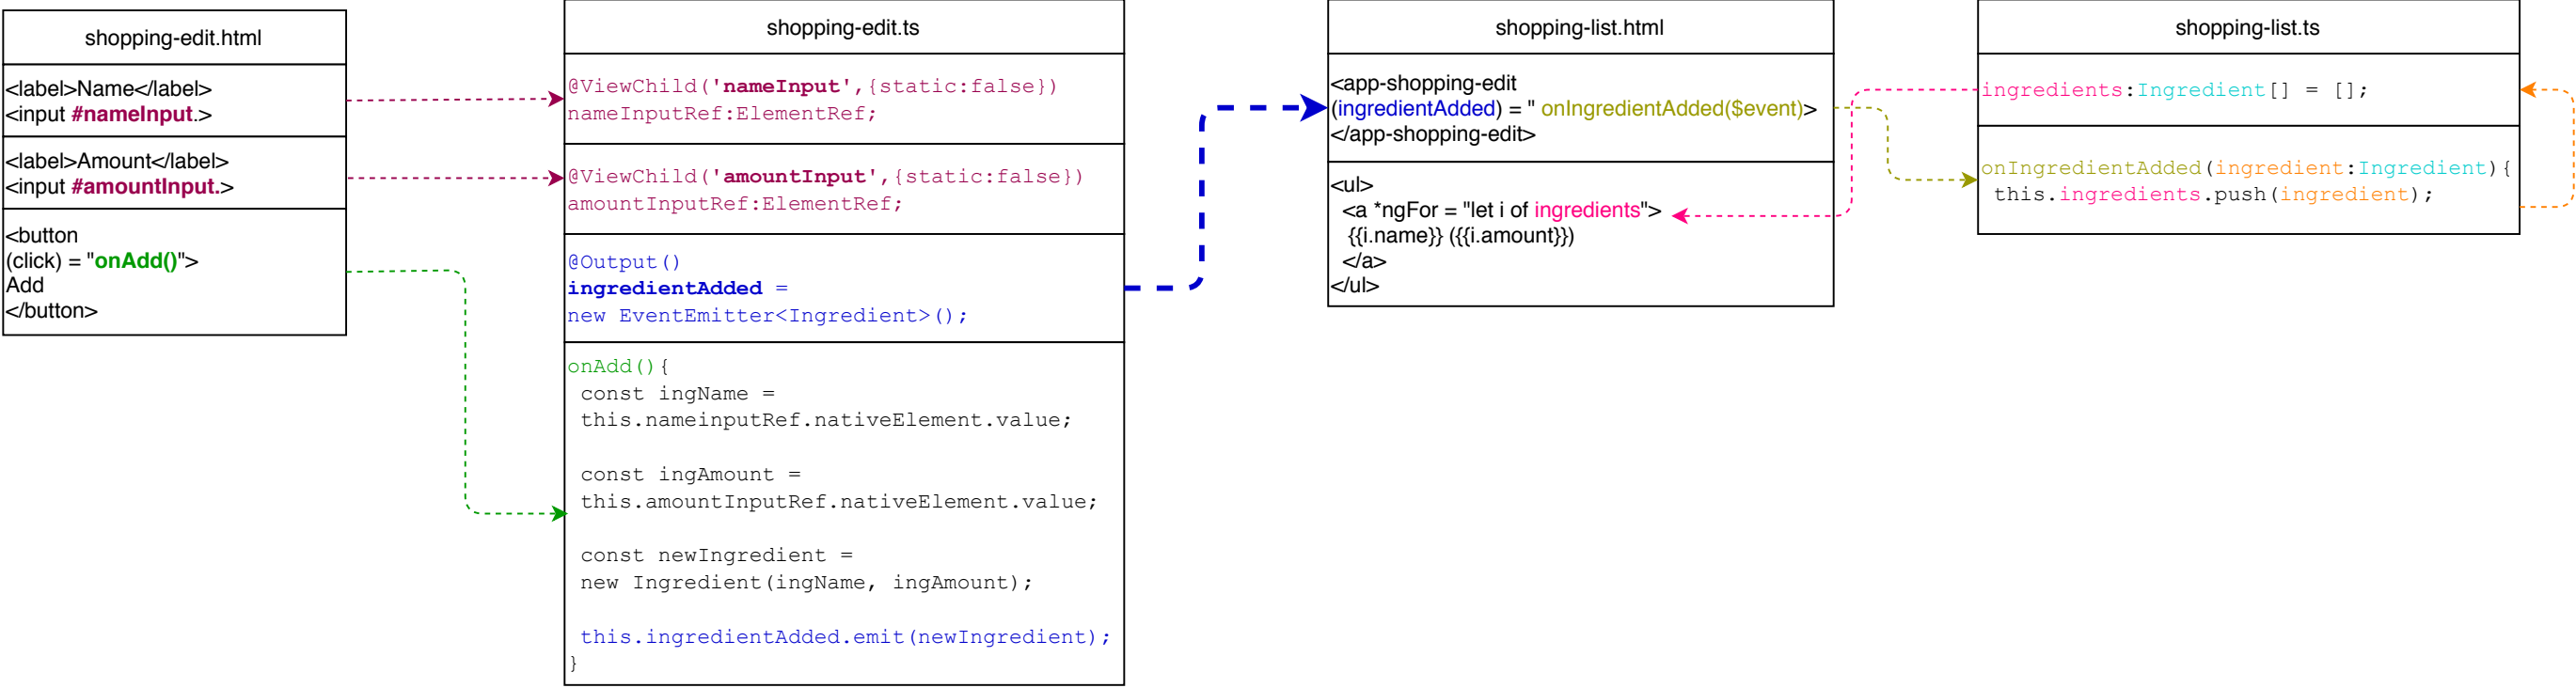 shopping-edit.html
<label>Name</label>
<input #nameInput.>
<label>Amount</label>
<input #amountInput.>
<button
(click) = "onAdd()">
Add
</button>
shopping-edit.ts
@ViewChild('nameInput',{static:false})
nameInputRef:ElementRef;
@ViewChild('amountInput',{static:false})
amountInputRef:ElementRef;
@Output()
ingredientAdded =
new EventEmitter<Ingredient>();
onAdd(){
const ingName =
this.nameinputRef.nativeElement.value;
const ingAmount =
this.amountInputRef.nativeElement.value;
const newIngredient =
new Ingredient(ingName, ingAmount);
this.ingredientAdded.emit(newIngredient);
}
shopping-list.html
<app-shopping-edit
(ingredientAdded) = " onIngredientAdded($event)>
</app-shopping-edit>
<ul>
<a *ngFor = "let i of ingredients">
{{i.name}} ({{i.amount}})
</a>
</ul>
shopping-list.ts
ingredients:Ingredient[] = [];
onIngredientAdded(ingredient:Ingredient){
this.ingredients.push(ingredient);